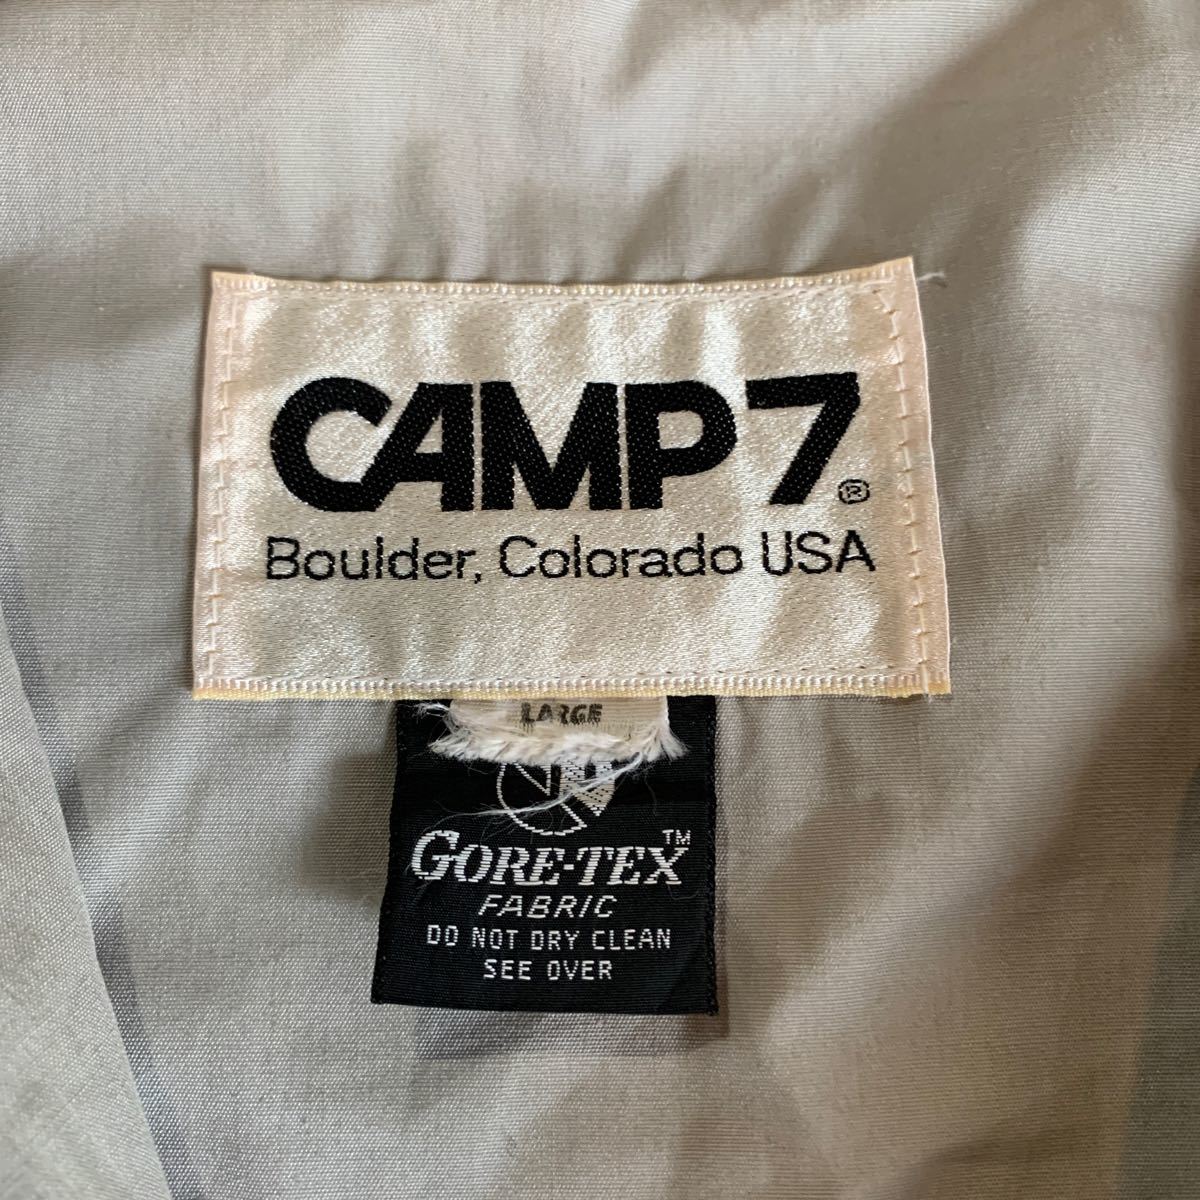 CAMP7®
Boulder, Colorado USA
LARGE
GORE-TEX™
FABRIC
DO NOT DRY CLEAN
SEE OVER